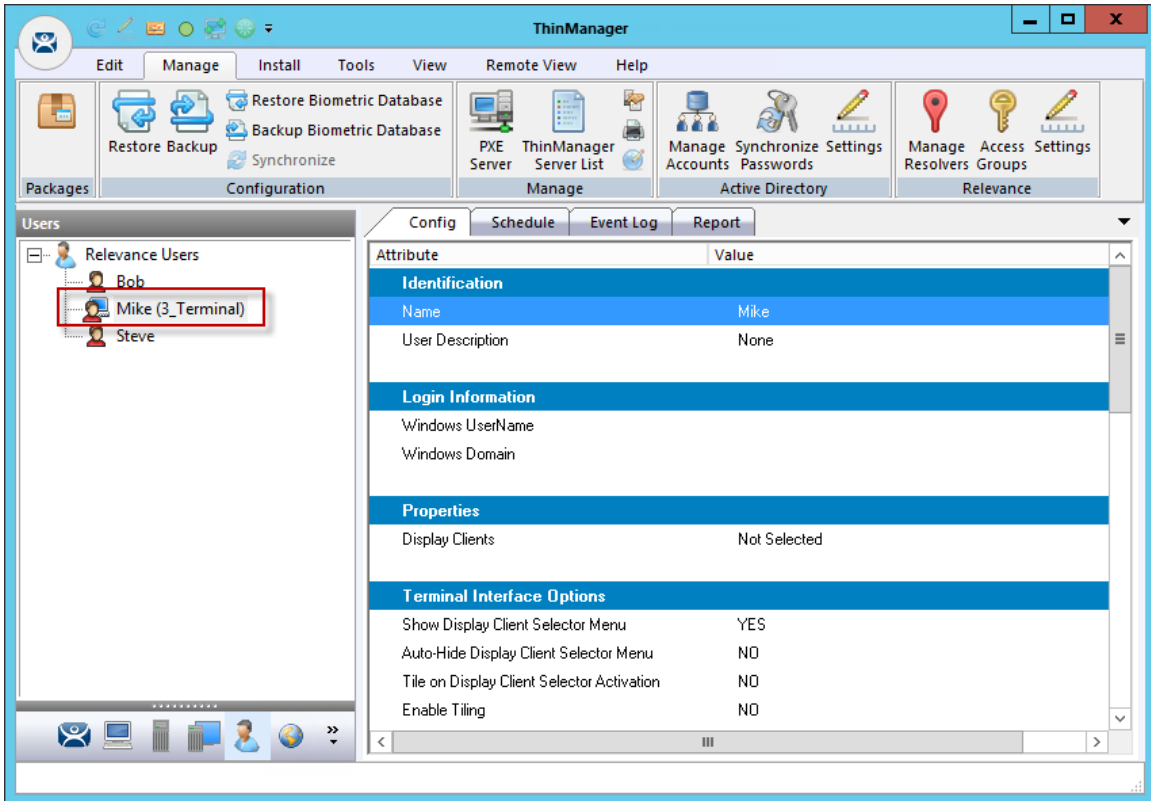 ThinManager
Edit Manage Install Tools View Remote View Help
Restore Biometric Database
Backup Biometric Database
Synchronize
Restore Backup
PXE Server
ThinManager Server List
Manage Accounts
Synchronize Passwords
Settings
Manage Resolvers
Access Groups
Settings
Packages Configuration Manage Active Directory Relevance
Users
Relevance Users
Bob
Mike (3_Terminal)
Steve
Config Schedule Event Log Report
Attribute Value
Identification
Name Mike
User Description None
Login Information
Windows UserName
Windows Domain
Properties
Display Clients Not Selected
Terminal Interface Options
Show Display Client Selector Menu YES
Auto-Hide Display Client Selector Menu NO
Tile on Display Client Selector Activation NO
Enable Tiling NO